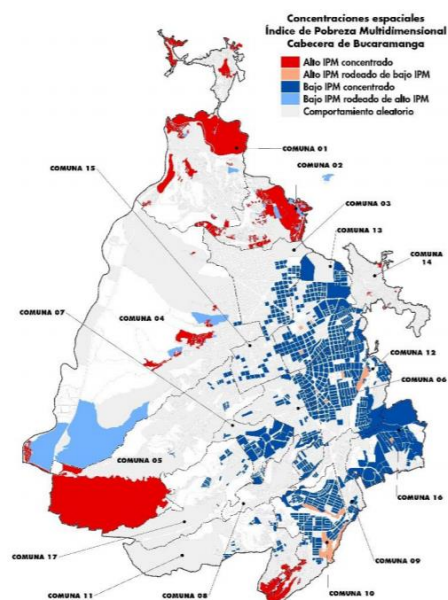 Concentraciones espaciales
Índice de Pobreza Multidimensional
Cabecera de Bucaramanga
Alto IPM concentrado
Alto IPM rodeado de bajo IPM
Bajo IPM concentrado
Bajo IPM rodeado de alto IPM
Comportamiento aleatorio
COMUNA 01
COMUNA 15
COMUNA 02
COMUNA 03
COMUNA 13
COMUNA
14
COMUNA 07
COMUNA 04
COMUNA 12
COMUNA 06
COMUNA 05
COMUNA 16
COMUNA 17
COMUNA 09
COMUNA 11
COMUNA 08
COMUNA 10